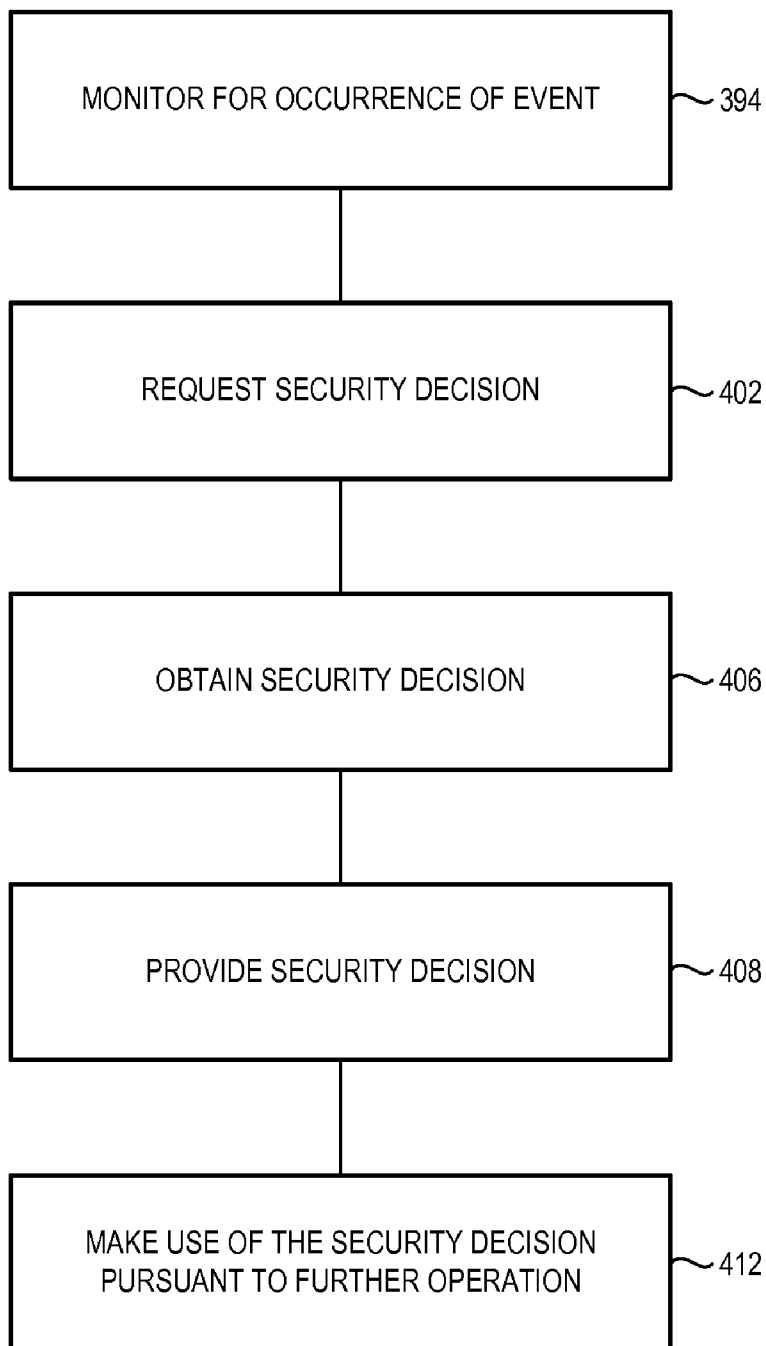 MONITOR FOR OCCURRENCE OF EVENT
394
REQUEST SECURITY DECISION
402
OBTAIN SECURITY DECISION
406
PROVIDE SECURITY DECISION
408
MAKE USE OF THE SECURITY DECISION
PURSUANT TO FURTHER OPERATION
412